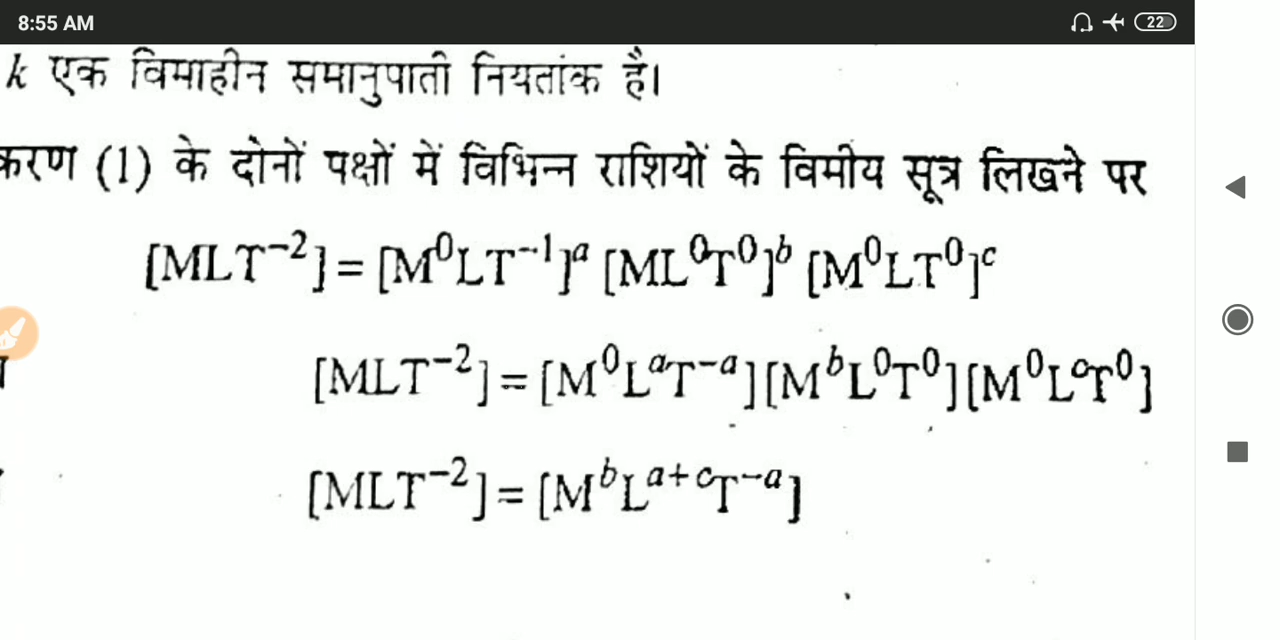 8:55 AM
22
k एक विमाहीन समानुपाती नियतांक है।
करण (1) के दोनों पक्षों में विभिन्न राशियों के विमीय सूत्र लिखने पर
[MLT⁻²] = [M⁰LT⁻¹]ᵃ [ML⁰T⁰]ᵇ [M⁰LT⁰]ᶜ
[MLT⁻²] = [M⁰LᵃT⁻ᵃ][MᵇL⁰T⁰][M⁰LᶜT⁰]
[MLT⁻²] = [MᵇLᵃ⁺ᶜT⁻ᵃ]